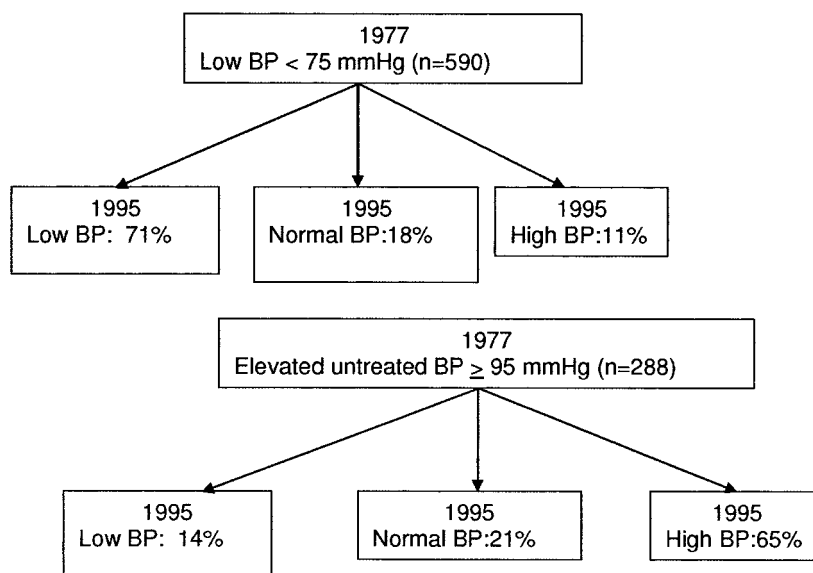 1977
Low BP < 75 mmHg (n=590)
1995
Low BP: 71%
1995
Normal BP:18%
1995
High BP:11%
1977
Elevated untreated BP ≥ 95 mmHg (n=288)
1995
Low BP: 14%
1995
Normal BP:21%
1995
High BP:65%